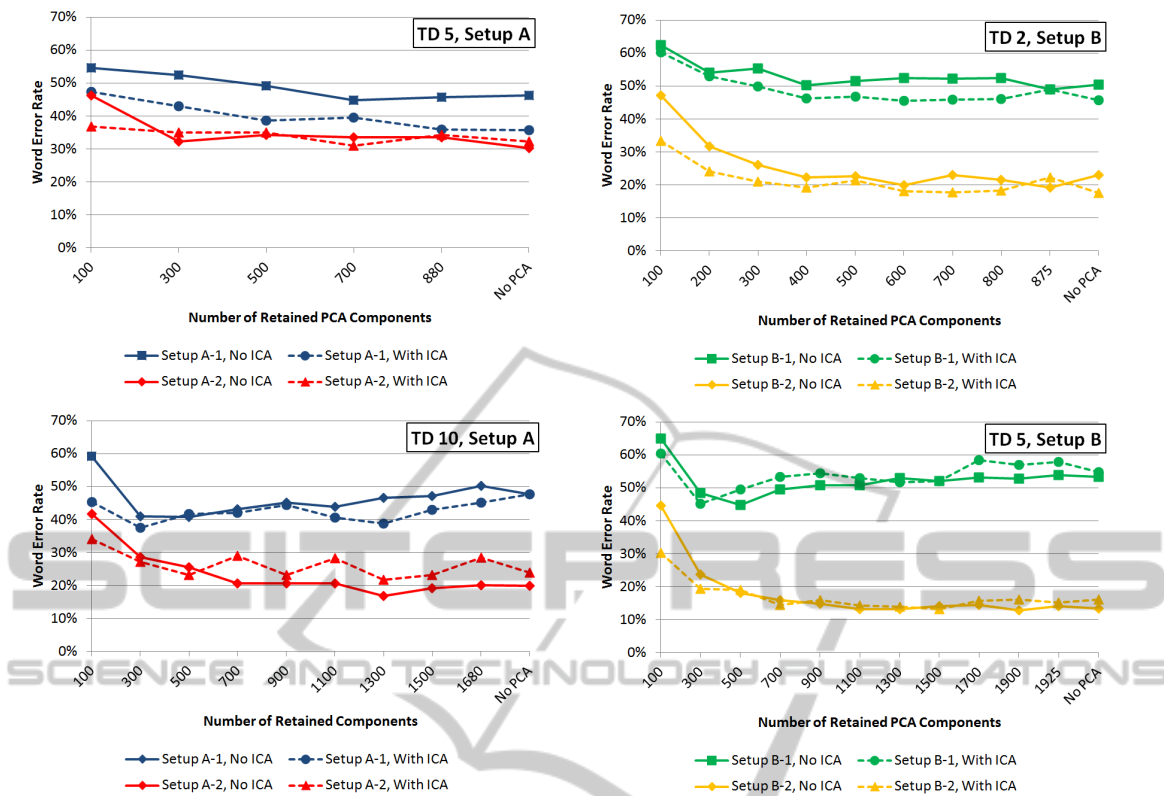 TD 5, Setup A
70%
60%
50%
40%
30%
20%
10%
0%
Word Error Rate
100 300 500 700 880 No PCA
Number of Retained PCA Components
Setup A-1, No ICA Setup A-1, With ICA
Setup A-2, No ICA Setup A-2, With ICA
TD 2, Setup B
70%
60%
50%
40%
30%
20%
10%
0%
Word Error Rate
100 200 300 400 500 600 700 800 875 No PCA
Number of Retained PCA Components
Setup B-1, No ICA Setup B-1, With ICA
Setup B-2, No ICA Setup B-2, With ICA
TD 10, Setup A
70%
60%
50%
40%
30%
20%
10%
0%
Word Error Rate
100 300 500 700 900 1100 1300 1500 1680 No PCA
Number of Retained Components
Setup A-1, No ICA Setup A-1, With ICA
Setup A-2, No ICA Setup A-2, With ICA
TD 5, Setup B
70%
60%
50%
40%
30%
20%
10%
0%
Word Error Rate
100 300 500 700 900 1100 1300 1500 1700 1900 1925 No PCA
Number of Retained PCA Components
Setup B-1, No ICA Setup B-1, With ICA
Setup B-2, No ICA Setup B-2, With ICA
SCITEPRESS
SCIENCE AND TECHNOLOGY PUBLICATIONS